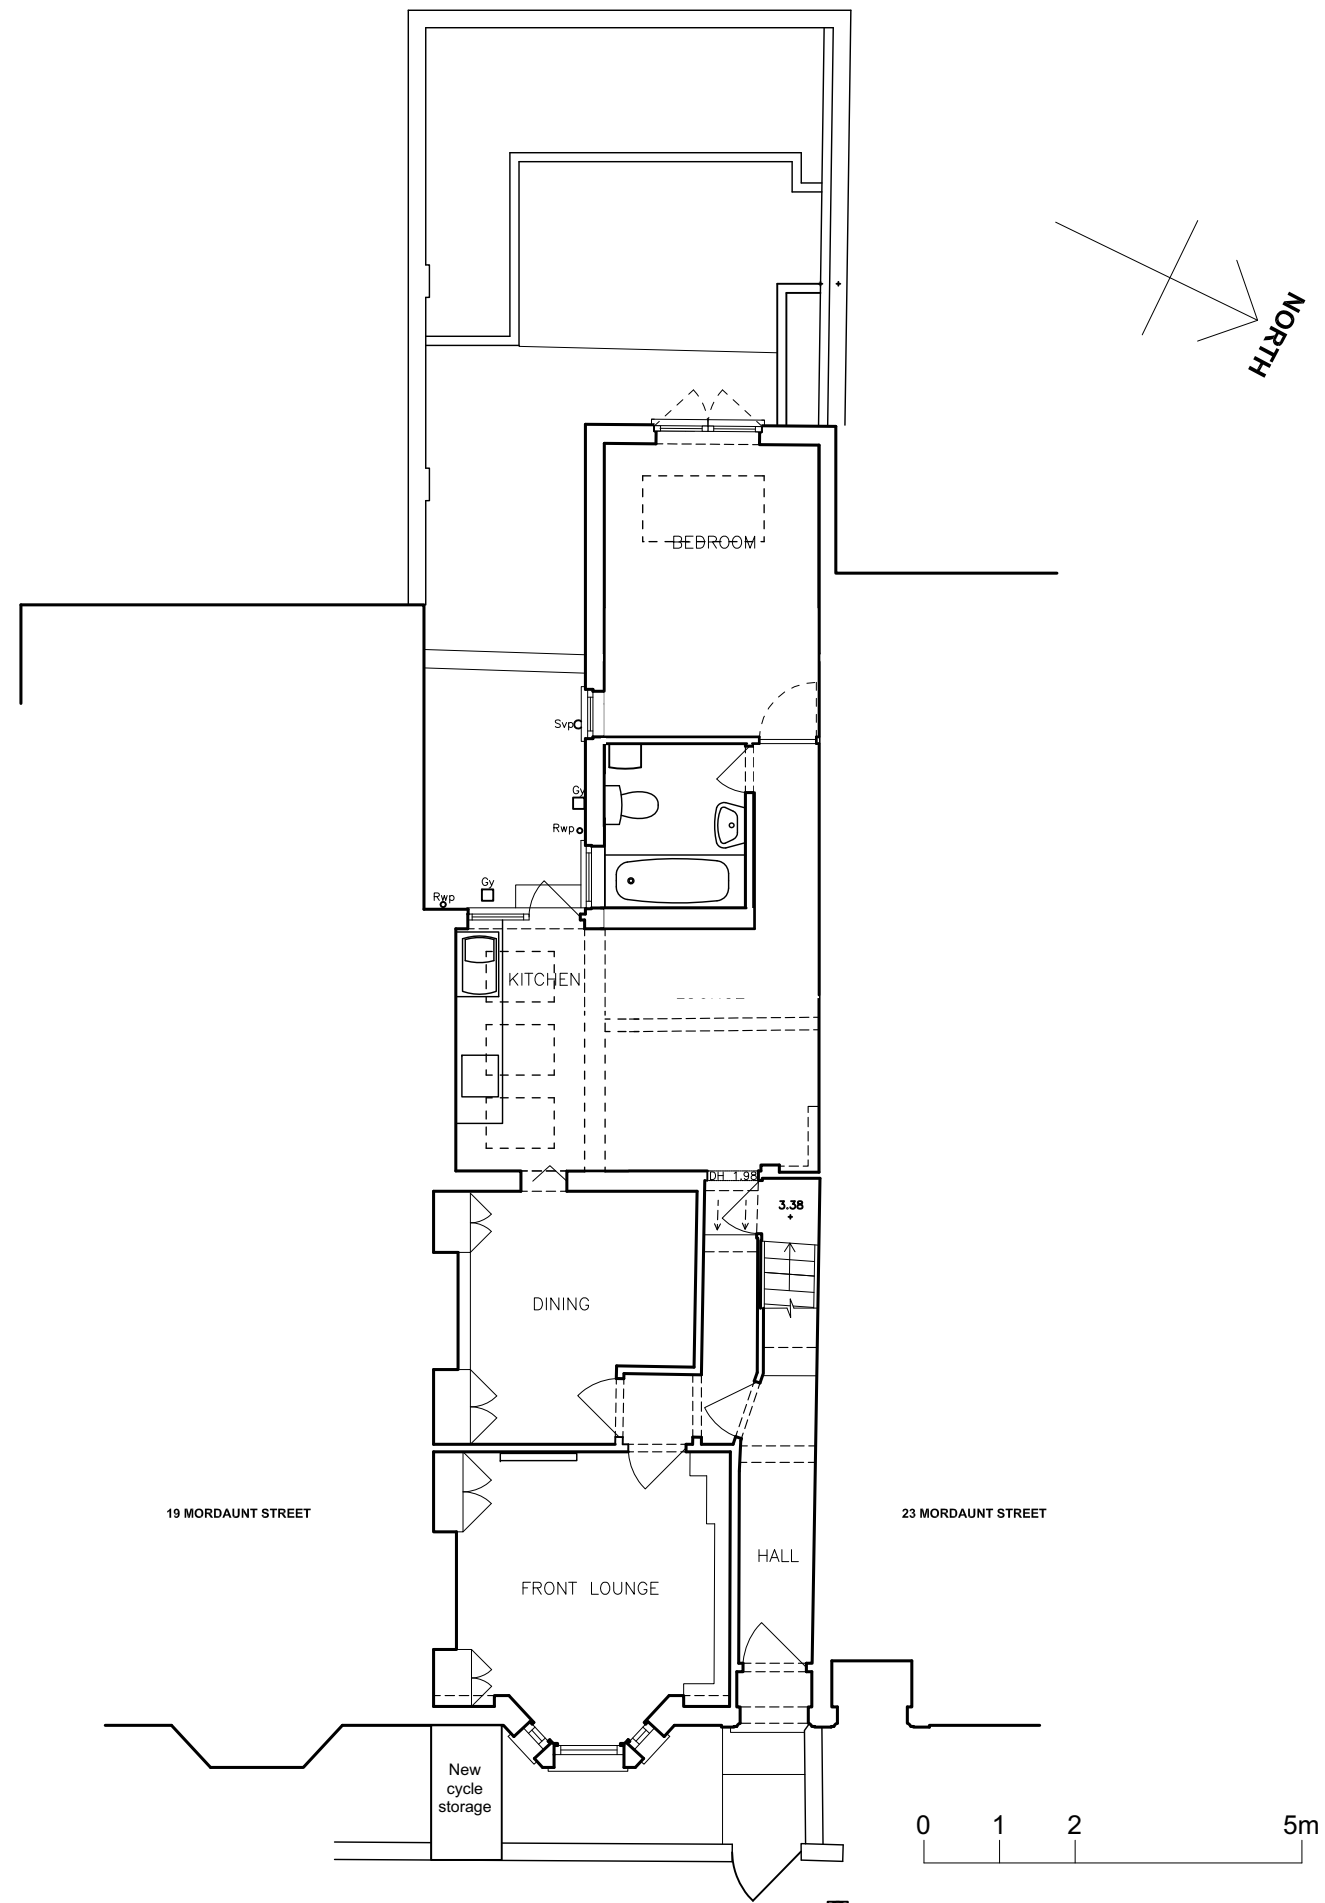 NORTH
BEDROOM
Svp
Gy
Rwp
Gy
Rwp
KITCHEN
DH 1.98
3.38
DINING
19 MORDAUNT STREET
23 MORDAUNT STREET
HALL
FRONT LOUNGE
New
cycle
storage
0 1 2 5m